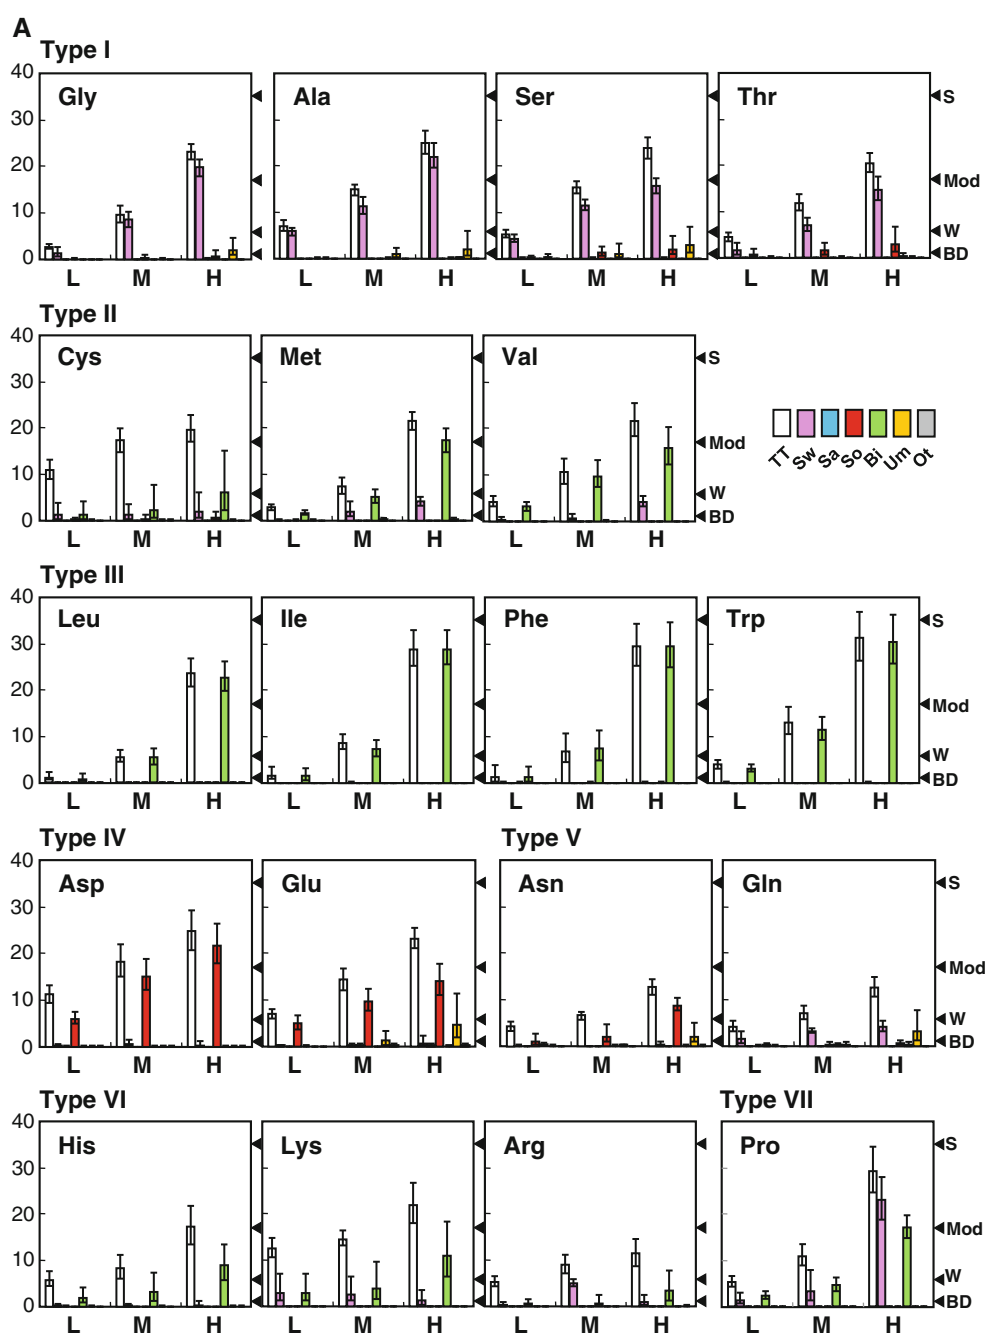 A
Type I
40
30
20
10
0
Gly
Ala
Ser
Thr
S
Mod
W
BD
L M H L M H L M H L M H
Type II
40
30
20
10
0
Cys
Met
Val
S
Mod
W
BD
L M H L M H L M H
TT Sw Sa So Bi Um Ot
Type III
40
30
20
10
0
Leu
Ile
Phe
Trp
S
Mod
W
BD
L M H L M H L M H L M H
Type IV
Type V
40
30
20
10
0
Asp
Glu
Asn
Gln
S
Mod
W
BD
L M H L M H L M H L M H
Type VI
Type VII
40
30
20
10
0
His
Lys
Arg
Pro
S
Mod
W
BD
L M H L M H L M H L M H